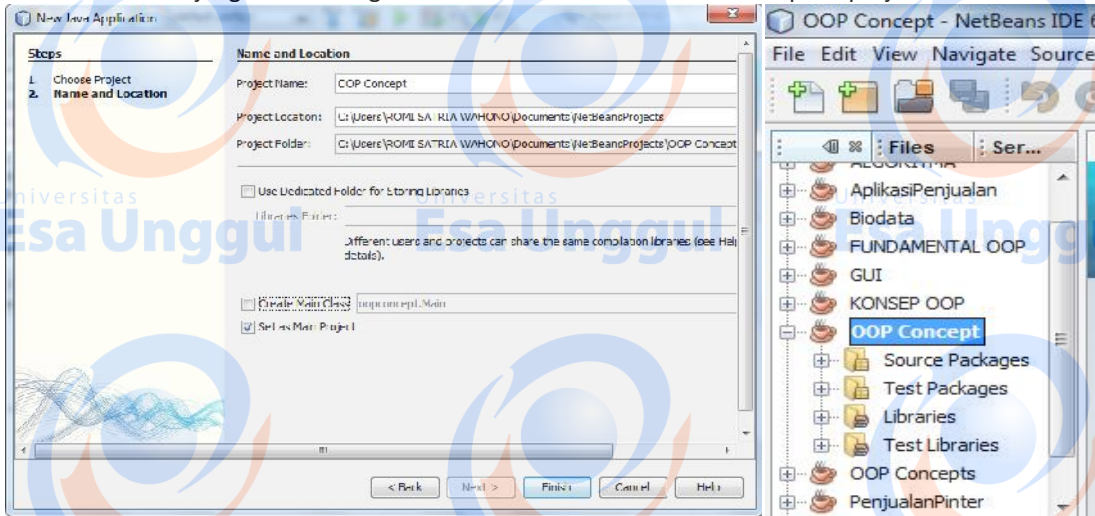 New Java Application
Steps
1. Choose Project
2. Name and Location
Name and Location
Project Name: OOP Concept
Project Location: C:\Users\ROMI SATRIA WAHONO\Documents\NetBeansProjects
Project Folder: C:\Users\ROMI SATRIA WAHONO\Documents\NetBeansProjects\OOP Concept
Use Dedicated Folder for Storing Libraries
Libraries Folder:
Different users and projects can share the same compilation libraries (see Help
details).
Create Main Class oopconcept.Main
Set as Main Project
< Back Next > Finish Cancel Help
OOP Concept - NetBeans IDE 6
File Edit View Navigate Source
Files Ser...
ALGORITMA
AplikasiPenjualan
Biodata
FUNDAMENTAL OOP
GUI
KONSEP OOP
OOP Concept
Source Packages
Test Packages
Libraries
Test Libraries
OOP Concepts
PenjualanPinter
Universitas
Esa Unggul
Universitas
Esa Unggul